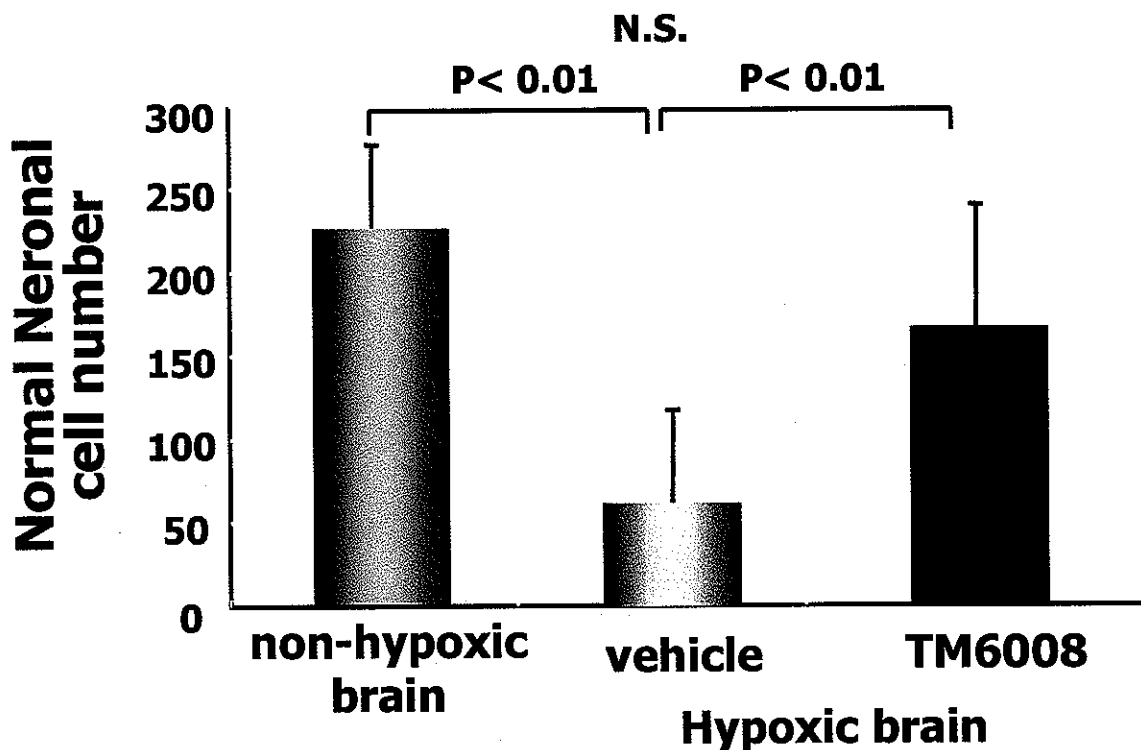 N.S.
P< 0.01 P< 0.01
300
250
200
150
100
50
0
Normal Neronal
cell number
non-hypoxic
brain
vehicle
TM6008
Hypoxic brain